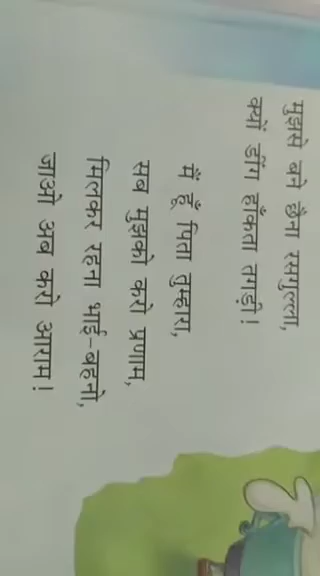 मुझसे बने छैना रसगुल्ला,
क्यों डींग हाँकता तगड़ी!
मैं हूँ पिता तुम्हारा,
सब मुझको करो प्रणाम,
मिलकर रहना भाई-बहनो,
जाओ अब करो आराम!